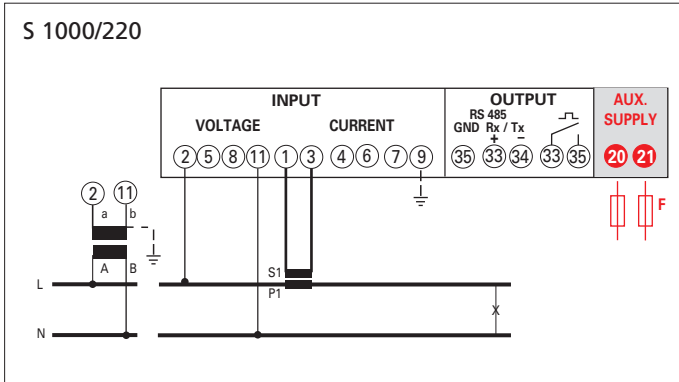 S 1000/220
INPUT
OUTPUT
AUX.
SUPPLY
VOLTAGE
CURRENT
RS 485
GND Rx / Tx
+ −
2 5 8 11 1 3 4 6 7 9 35 33 34 33 35 20 21
2 11
a b
F
A B
S1
L
P1
N
X